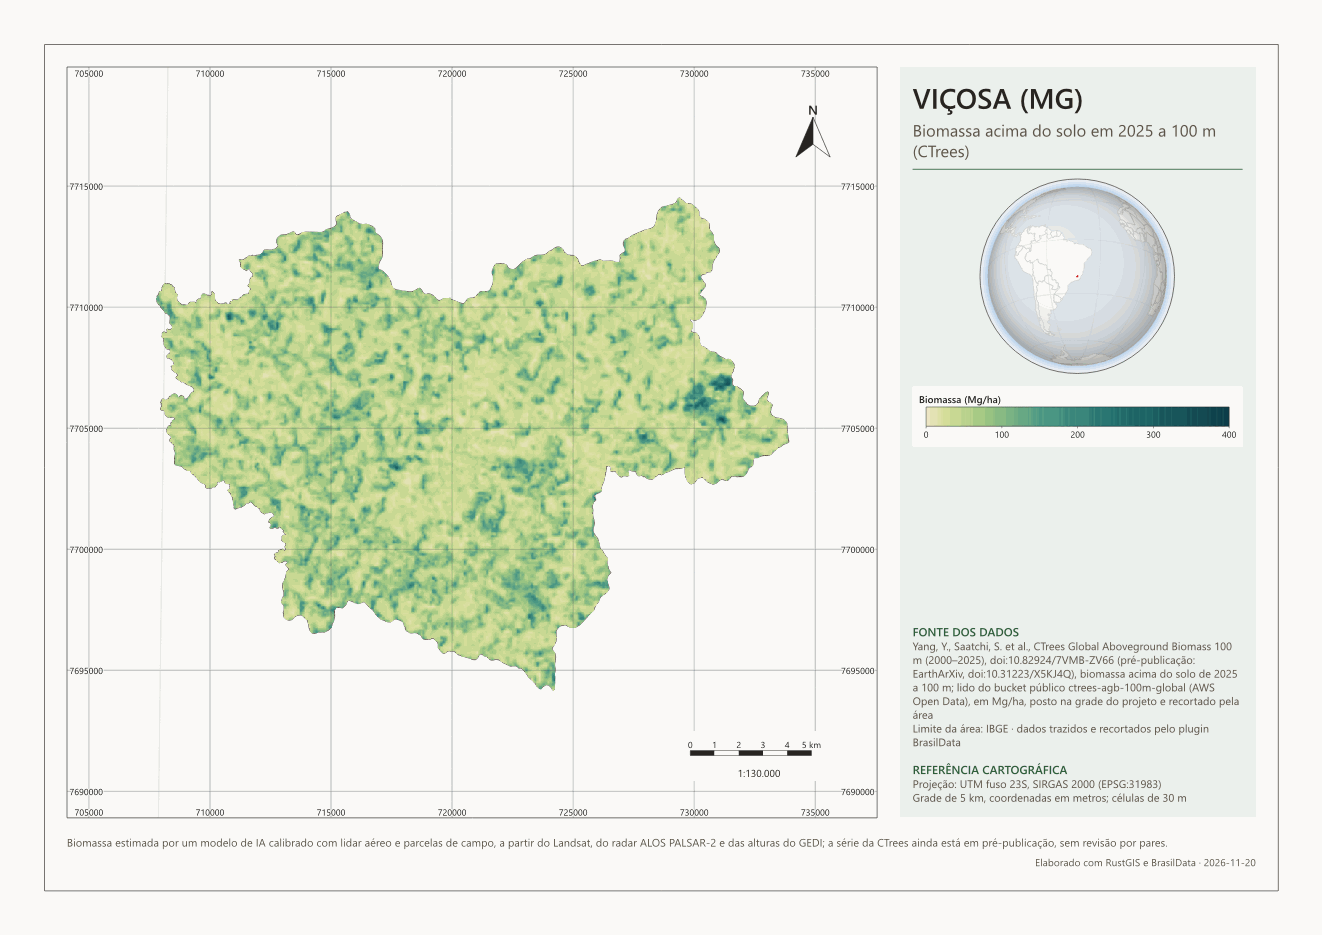 705000 710000 715000 720000 725000 730000 735000
N
7715000 7715000
7710000
7705000 7705000
7700000 7700000
7695000 7695000
0 1 2 3 4 5 km
1:130.000
7690000 7690000
705000 710000 715000 720000 725000 730000 735000
VIÇOSA (MG)
Biomassa acima do solo em 2025 a 100 m
(CTrees)
Biomassa (Mg/ha)
0 100 200 300 400
FONTE DOS DADOS
Yang, Y., Saatchi, S. et al., CTrees Global Aboveground Biomass 100
m (2000–2025), doi:10.82924/7VMB-ZV66 (pré-publicação:
EarthArXiv, doi:10.31223/X5KJ4Q), biomassa acima do solo de 2025
a 100 m; lido do bucket público ctrees-agb-100m-global (AWS
Open Data), em Mg/ha, posto na grade do projeto e recortado pela
área
Limite da área: IBGE · dados trazidos e recortados pelo plugin
BrasilData
REFERÊNCIA CARTOGRÁFICA
Projeção: UTM fuso 23S, SIRGAS 2000 (EPSG:31983)
Grade de 5 km, coordenadas em metros; células de 30 m
Biomassa estimada por um modelo de IA calibrado com lidar aéreo e parcelas de campo, a partir do Landsat, do radar ALOS PALSAR-2 e das alturas do GEDI; a série da CTrees ainda está em pré-publicação, sem revisão por pares.
Elaborado com RustGIS e BrasilData · 2026-11-20